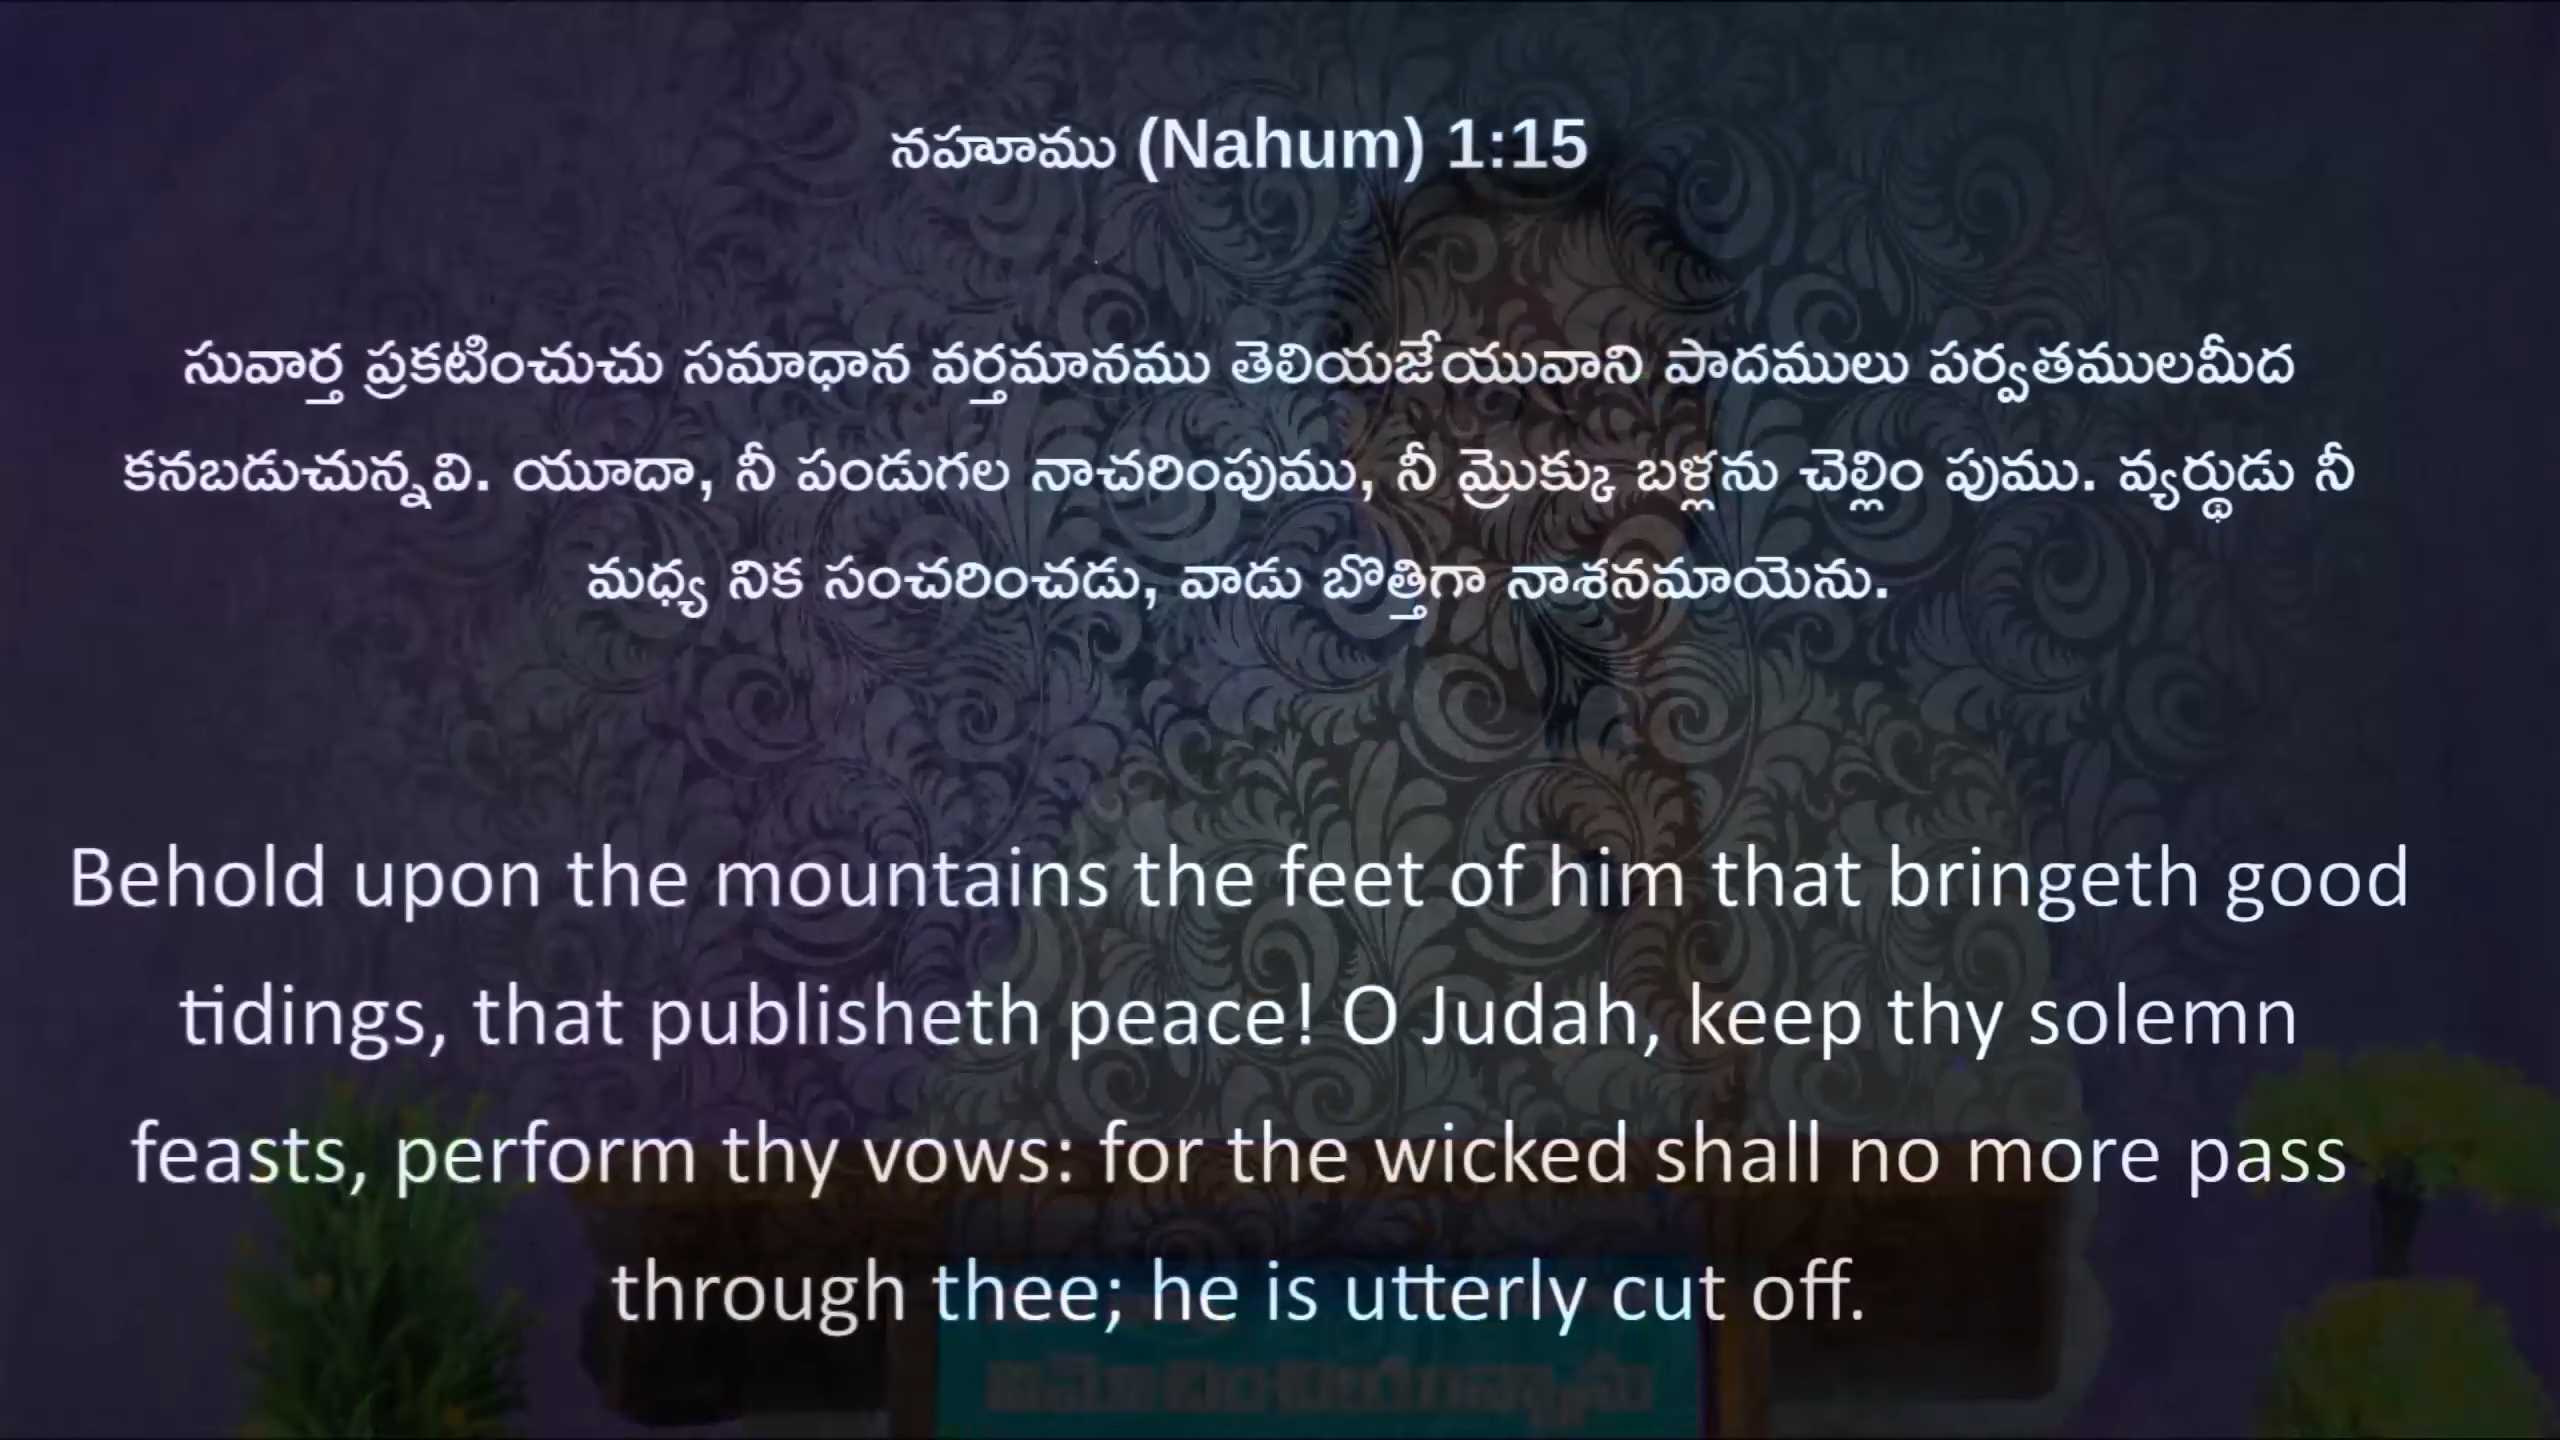 నహూము (Nahum) 1:15
సువార్త ప్రకటించుచు సమాధాన వర్తమానము తెలియజేయువాని పాదములు పర్వతములమీద
కనబడుచున్నవి. యూదా, నీ పండుగల నాచరింపుము, నీ మ్రొక్కు బళ్లను చెల్లిం పుము. వ్యర్థుడు నీ
మధ్య నిక సంచరించడు, వాడు బొత్తిగా నాశనమాయెను.
Behold upon the mountains the feet of him that bringeth good
tidings, that publisheth peace! O Judah, keep thy solemn
feasts, perform thy vows: for the wicked shall no more pass
through thee; he is utterly cut off.